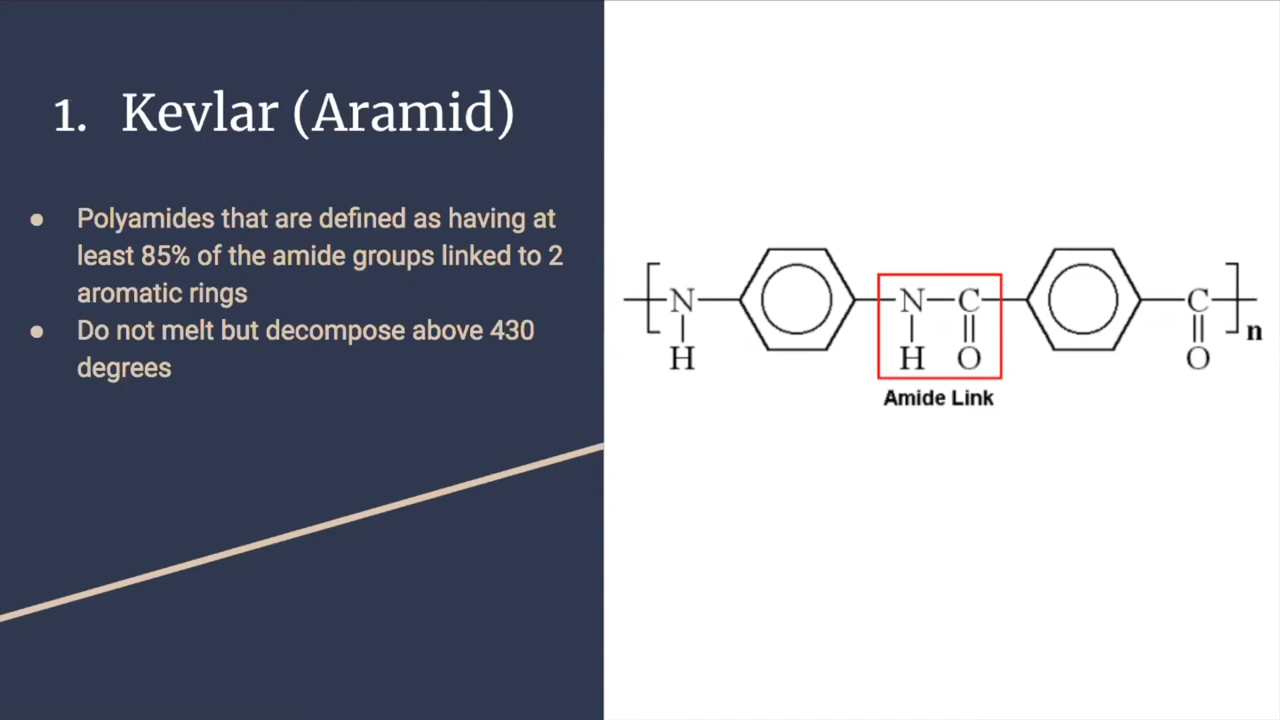 1. Kevlar (Aramid)
● Polyamides that are defined as having at
least 85% of the amide groups linked to 2
aromatic rings
● Do not melt but decompose above 430
degrees
N N C C n
H H O O
Amide Link